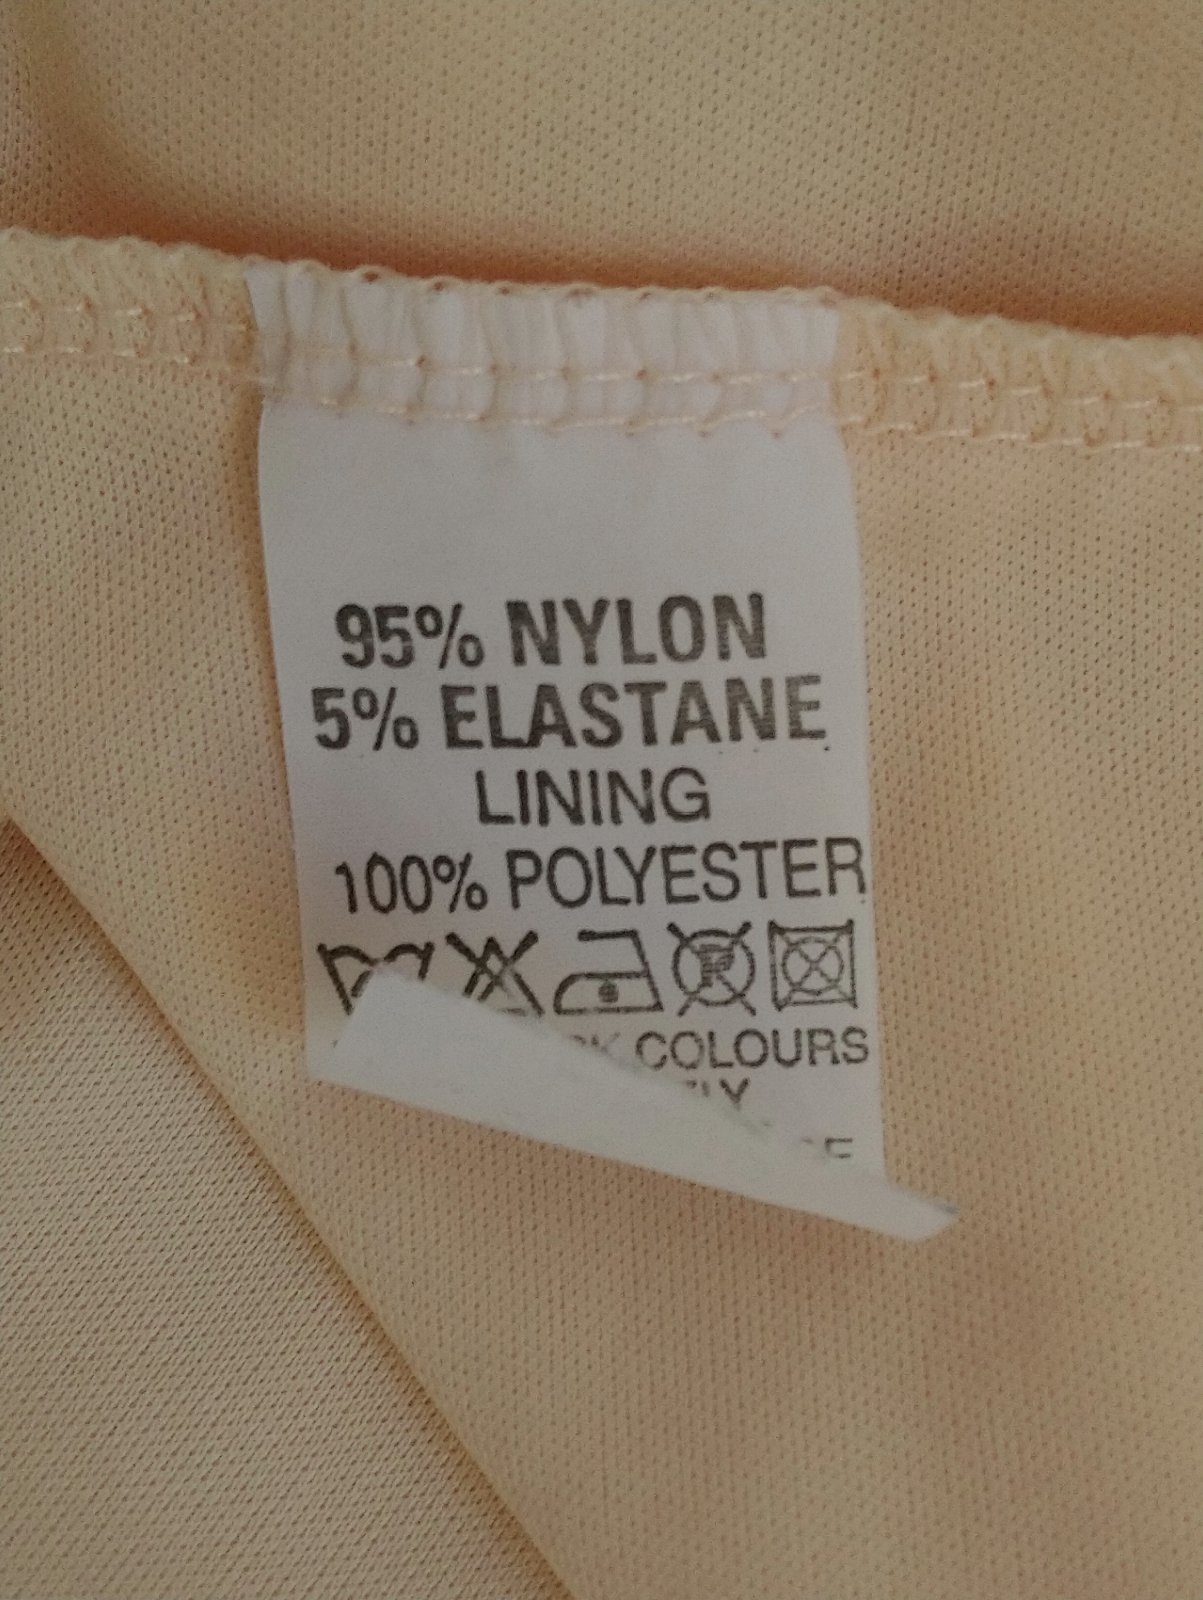 95% NYLON
5% ELASTANE
LINING
100% POLYESTER
COLOURS